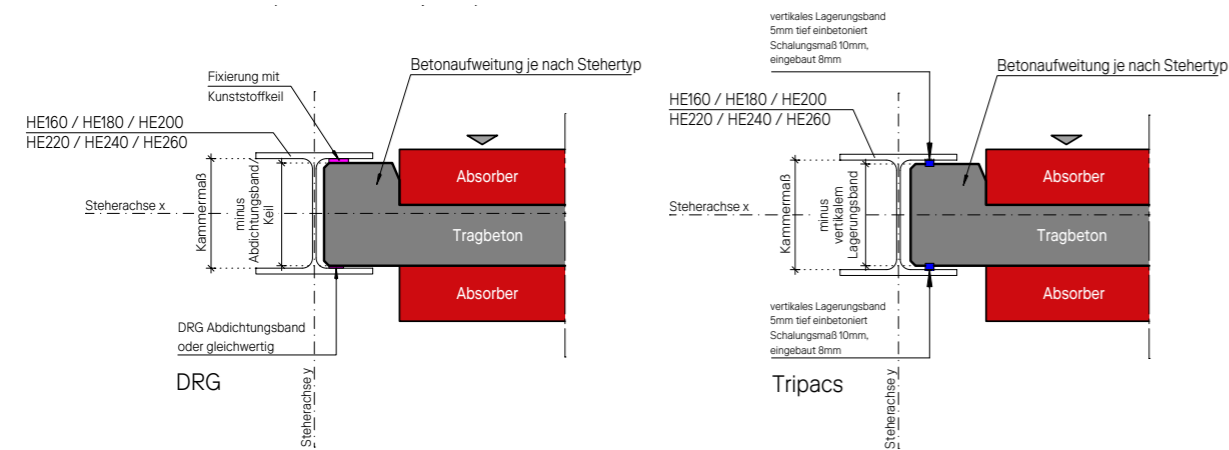 Fixierung mit
Kunststoffkeil
Betonaufweitung je nach Stehertyp
HE160 / HE180 / HE200
HE220 / HE240 / HE260
Kammermaß
minus
Abdichtungsband/
Keil
Steherachse x
Absorber
Tragbeton
Absorber
DRG Abdichtungsband
oder gleichwertig
DRG
Steherachse y
vertikales Lagerungsband
5mm tief einbetoniert
Schalungsmaß 10mm,
eingebaut 8mm
Betonaufweitung je nach Stehertyp
HE160 / HE180 / HE200
HE220 / HE240 / HE260
Kammermaß
minus
vertikalem
Lagerungsband
Steherachse x
Absorber
Tragbeton
Absorber
vertikales Lagerungsband
5mm tief einbetoniert
Schalungsmaß 10mm,
eingebaut 8mm
Tripacs
Steherachse y